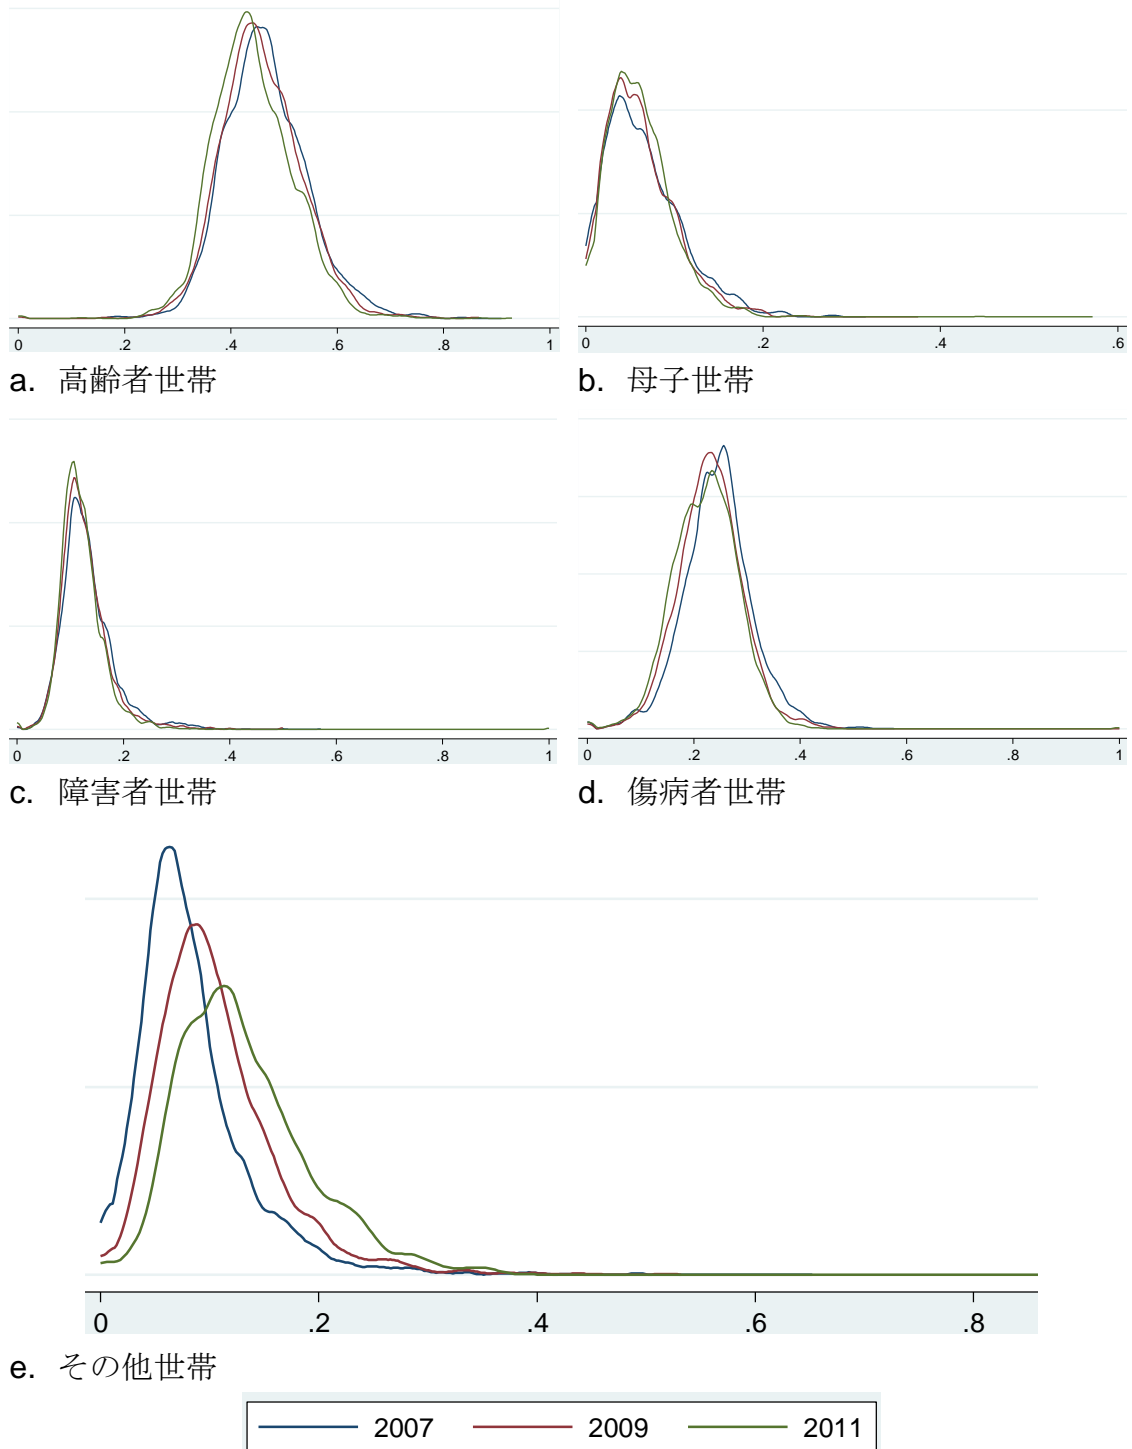 0 .2 .4 .6 .8 1
0 .2 .4 .6
a. 高齢者世帯
b. 母子世帯
0 .2 .4 .6 .8 1
0 .2 .4 .6 .8 1
c. 障害者世帯
d. 傷病者世帯
0 .2 .4 .6 .8
e. その他世帯
2007 2009 2011